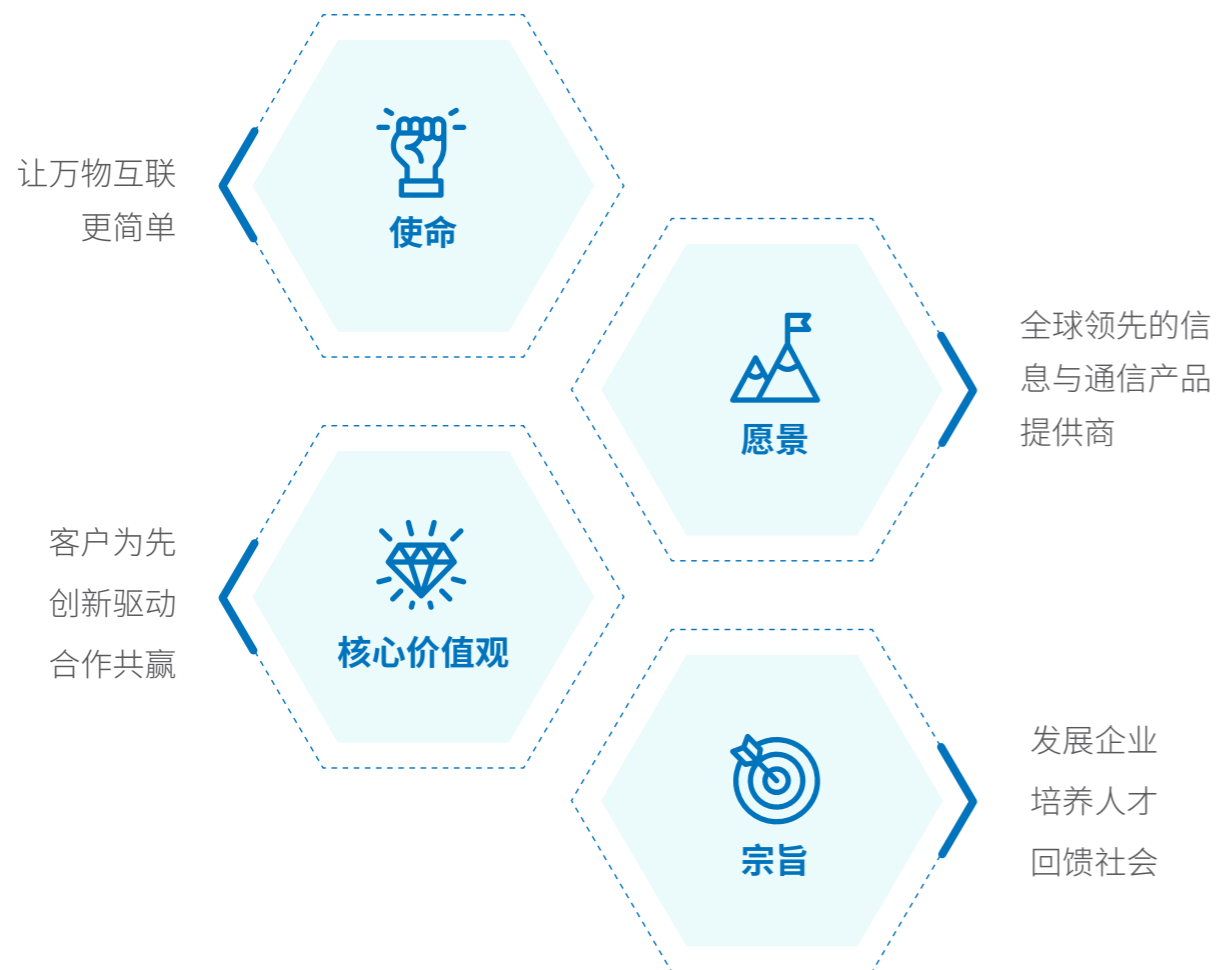 让万物互联
更简单
使命
全球领先的信
息与通信产品
提供商
愿景
客户为先
创新驱动
合作共赢
核心价值观
发展企业
培养人才
回馈社会
宗旨